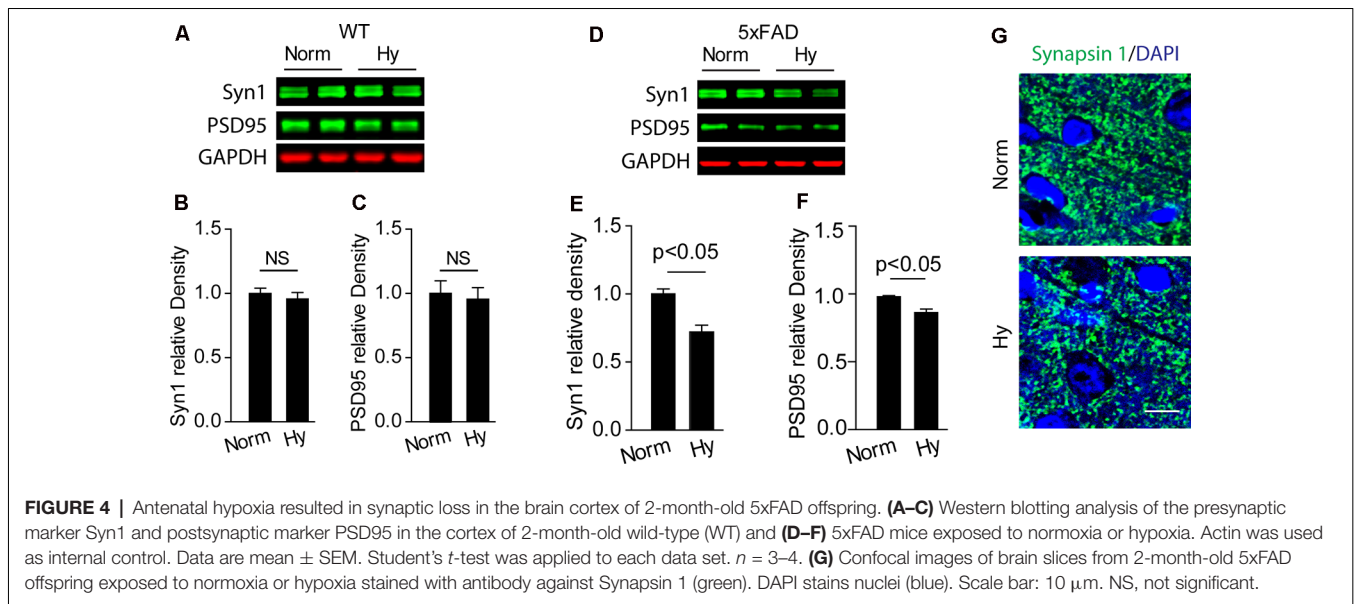 A
WT
Norm Hy
Syn1
PSD95
GAPDH
B
Syn1 relative Density
1.5
1.0
0.5
0.0
NS
Norm Hy
C
PSD95 relative Density
1.5
1.0
0.5
0.0
NS
Norm Hy
D
5xFAD
Norm Hy
Syn1
PSD95
GAPDH
E
Syn1 relative density
1.5
1.0
0.5
0.0
p<0.05
Norm Hy
F
PSD95 relative Density
1.5
1.0
0.5
0.0
p<0.05
Norm Hy
G
Synapsin 1/DAPI
Norm
Hy
FIGURE 4 | Antenatal hypoxia resulted in synaptic loss in the brain cortex of 2-month-old 5xFAD offspring. (A–C) Western blotting analysis of the presynaptic
marker Syn1 and postsynaptic marker PSD95 in the cortex of 2-month-old wild-type (WT) and (D–F) 5xFAD mice exposed to normoxia or hypoxia. Actin was used
as internal control. Data are mean ± SEM. Student's t-test was applied to each data set. n = 3–4. (G) Confocal images of brain slices from 2-month-old 5xFAD
offspring exposed to normoxia or hypoxia stained with antibody against Synapsin 1 (green). DAPI stains nuclei (blue). Scale bar: 10 μm. NS, not significant.